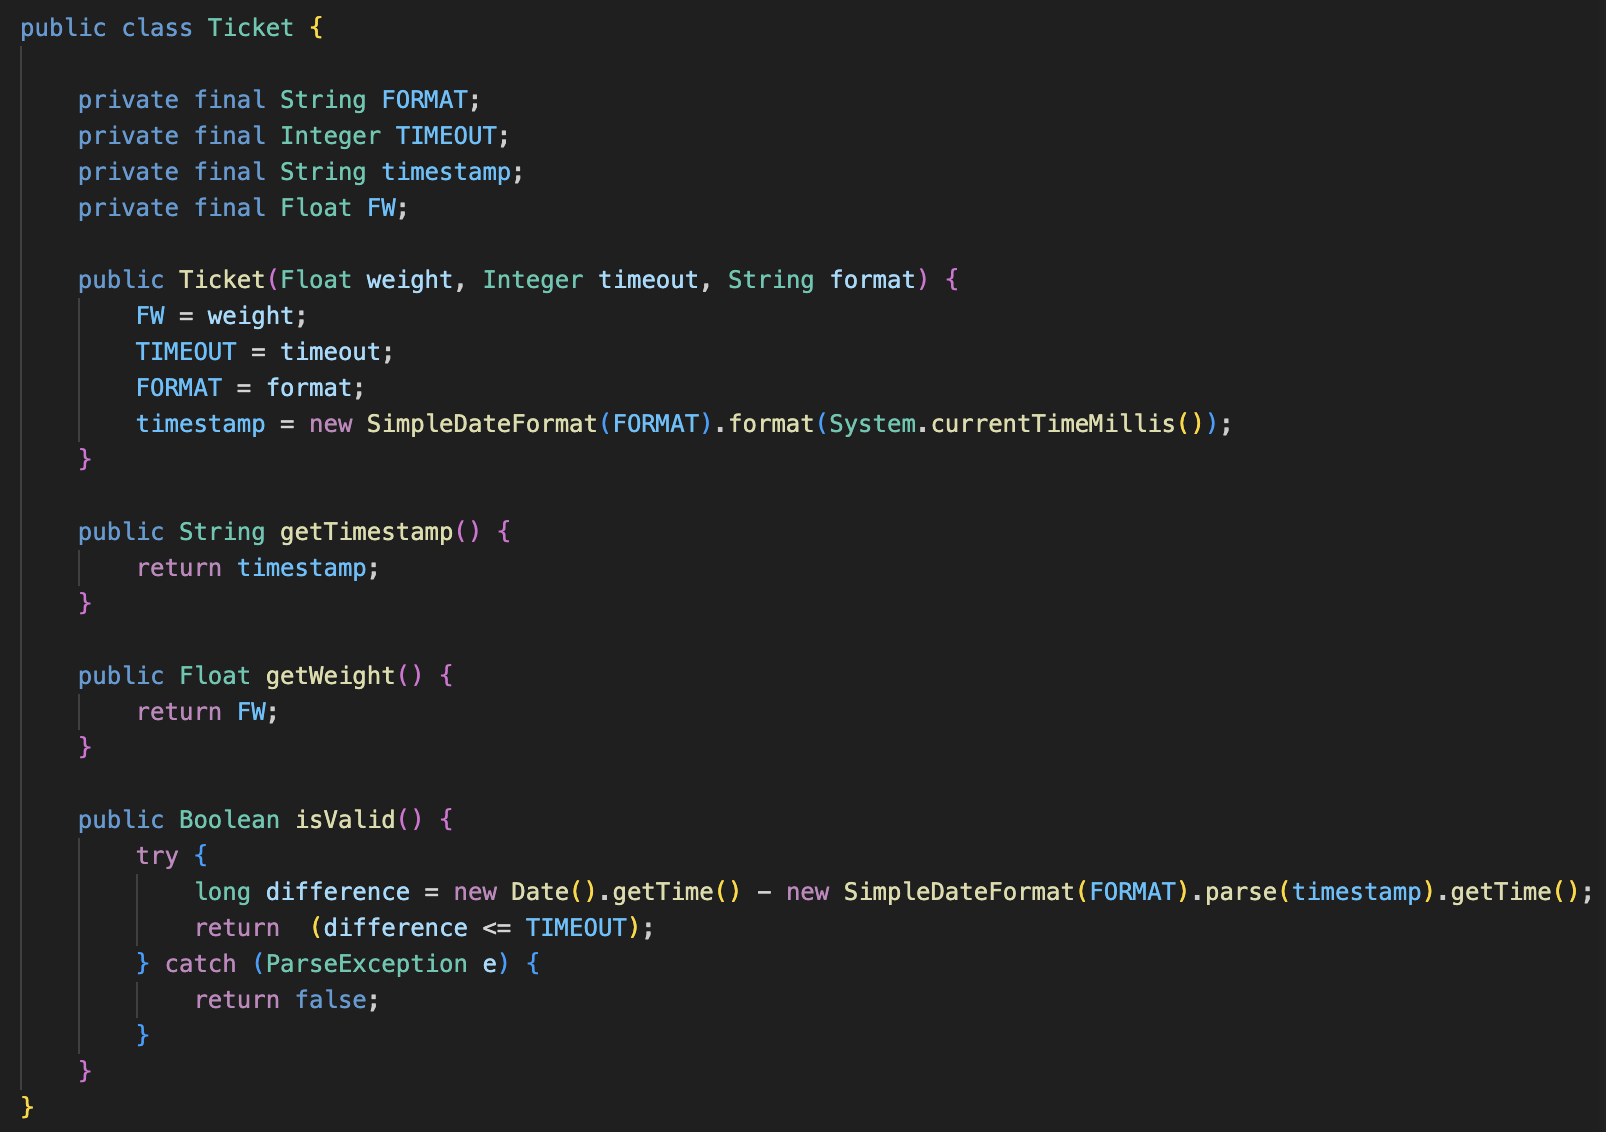 public class Ticket {

    private final String FORMAT;
    private final Integer TIMEOUT;
    private final String timestamp;
    private final Float FW;

    public Ticket(Float weight, Integer timeout, String format) {
        FW = weight;
        TIMEOUT = timeout;
        FORMAT = format;
        timestamp = new SimpleDateFormat(FORMAT).format(System.currentTimeMillis());
    }

    public String getTimestamp() {
        return timestamp;
    }

    public Float getWeight() {
        return FW;
    }

    public Boolean isValid() {
        try {
            long difference = new Date().getTime() - new SimpleDateFormat(FORMAT).parse(timestamp).getTime();
            return  (difference <= TIMEOUT);
        } catch (ParseException e) {
            return false;
        }
    }
}